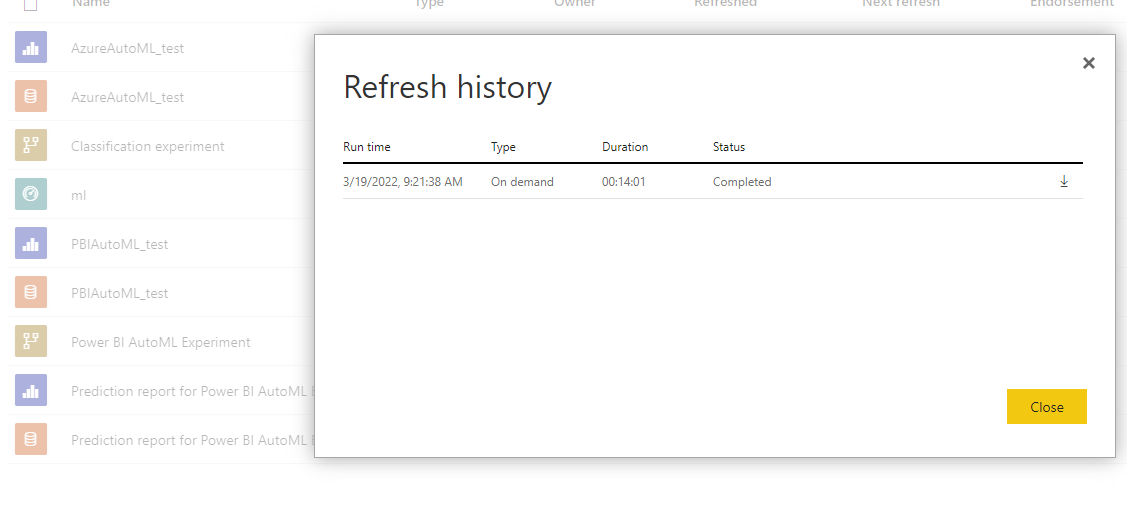 Name Type Owner Refreshed Next refresh Endorsement
AzureAutoML_test
AzureAutoML_test
Classification experiment
ml
PBIAutoML_test
PBIAutoML_test
Power BI AutoML Experiment
Prediction report for Power BI AutoML
Prediction report for Power BI AutoML
Refresh history
Run time Type Duration Status
3/19/2022, 9:21:38 AM On demand 00:14:01 Completed
Close